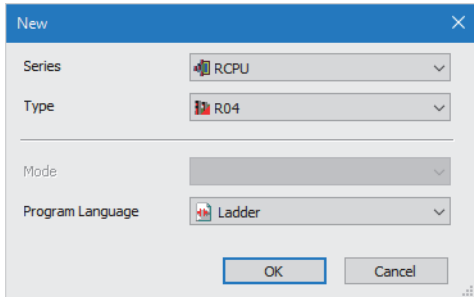 New
Series RCPU
Type R04
Mode
Program Language Ladder
OK Cancel